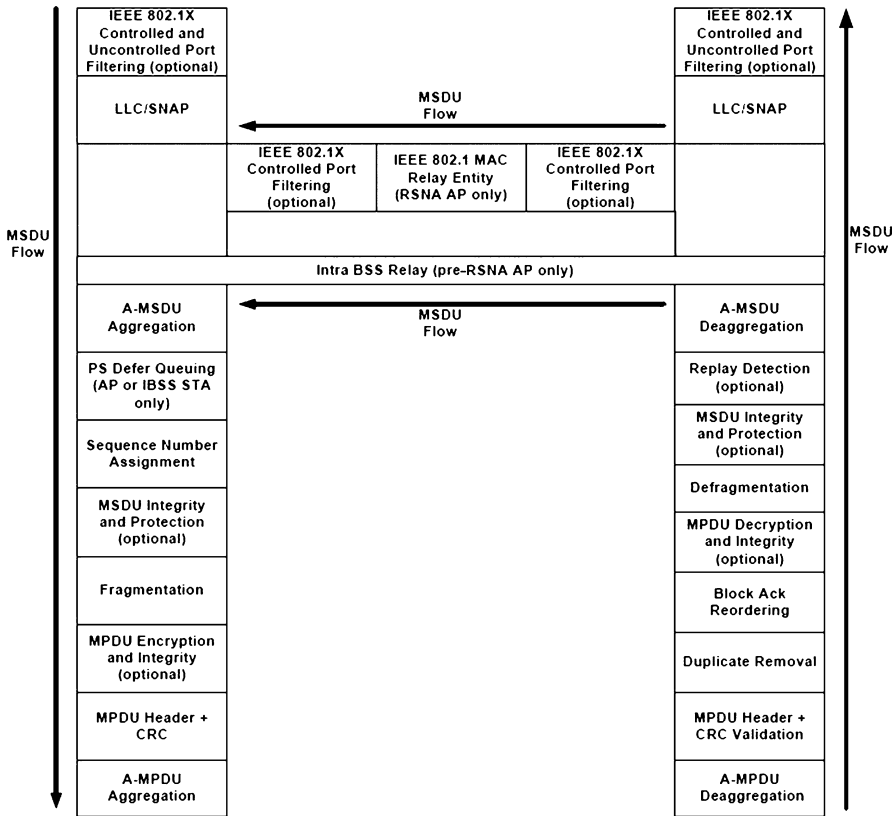 IEEE 802.1X
Controlled and
Uncontrolled Port
Filtering (optional)
LLC/SNAP
MSDU
Flow
IEEE 802.1X
Controlled and
Uncontrolled Port
Filtering (optional)
LLC/SNAP
IEEE 802.1X
Controlled Port
Filtering
(optional)
IEEE 802.1 MAC
Relay Entity
(RSNA AP only)
IEEE 802.1X
Controlled Port
Filtering
(optional)
MSDU
Flow
MSDU
Flow
Intra BSS Relay (pre-RSNA AP only)
MSDU
Flow
A-MSDU
Aggregation
PS Defer Queuing
(AP or IBSS STA
only)
Sequence Number
Assignment
MSDU Integrity
and Protection
(optional)
Fragmentation
MPDU Encryption
and Integrity
(optional)
MPDU Header +
CRC
A-MPDU
Aggregation
A-MSDU
Deaggregation
Replay Detection
(optional)
MSDU Integrity
and Protection
(optional)
Defragmentation
MPDU Decryption
and Integrity
(optional)
Block Ack
Reordering
Duplicate Removal
MPDU Header +
CRC Validation
A-MPDU
Deaggregation